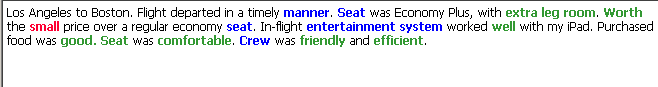 Los Angeles to Boston. Flight departed in a timely manner. Seat was Economy Plus, with extra leg room. Worth
the small price over a regular economy seat. In-flight entertainment system worked well with my iPad. Purchased
food was good. Seat was comfortable. Crew was friendly and efficient.